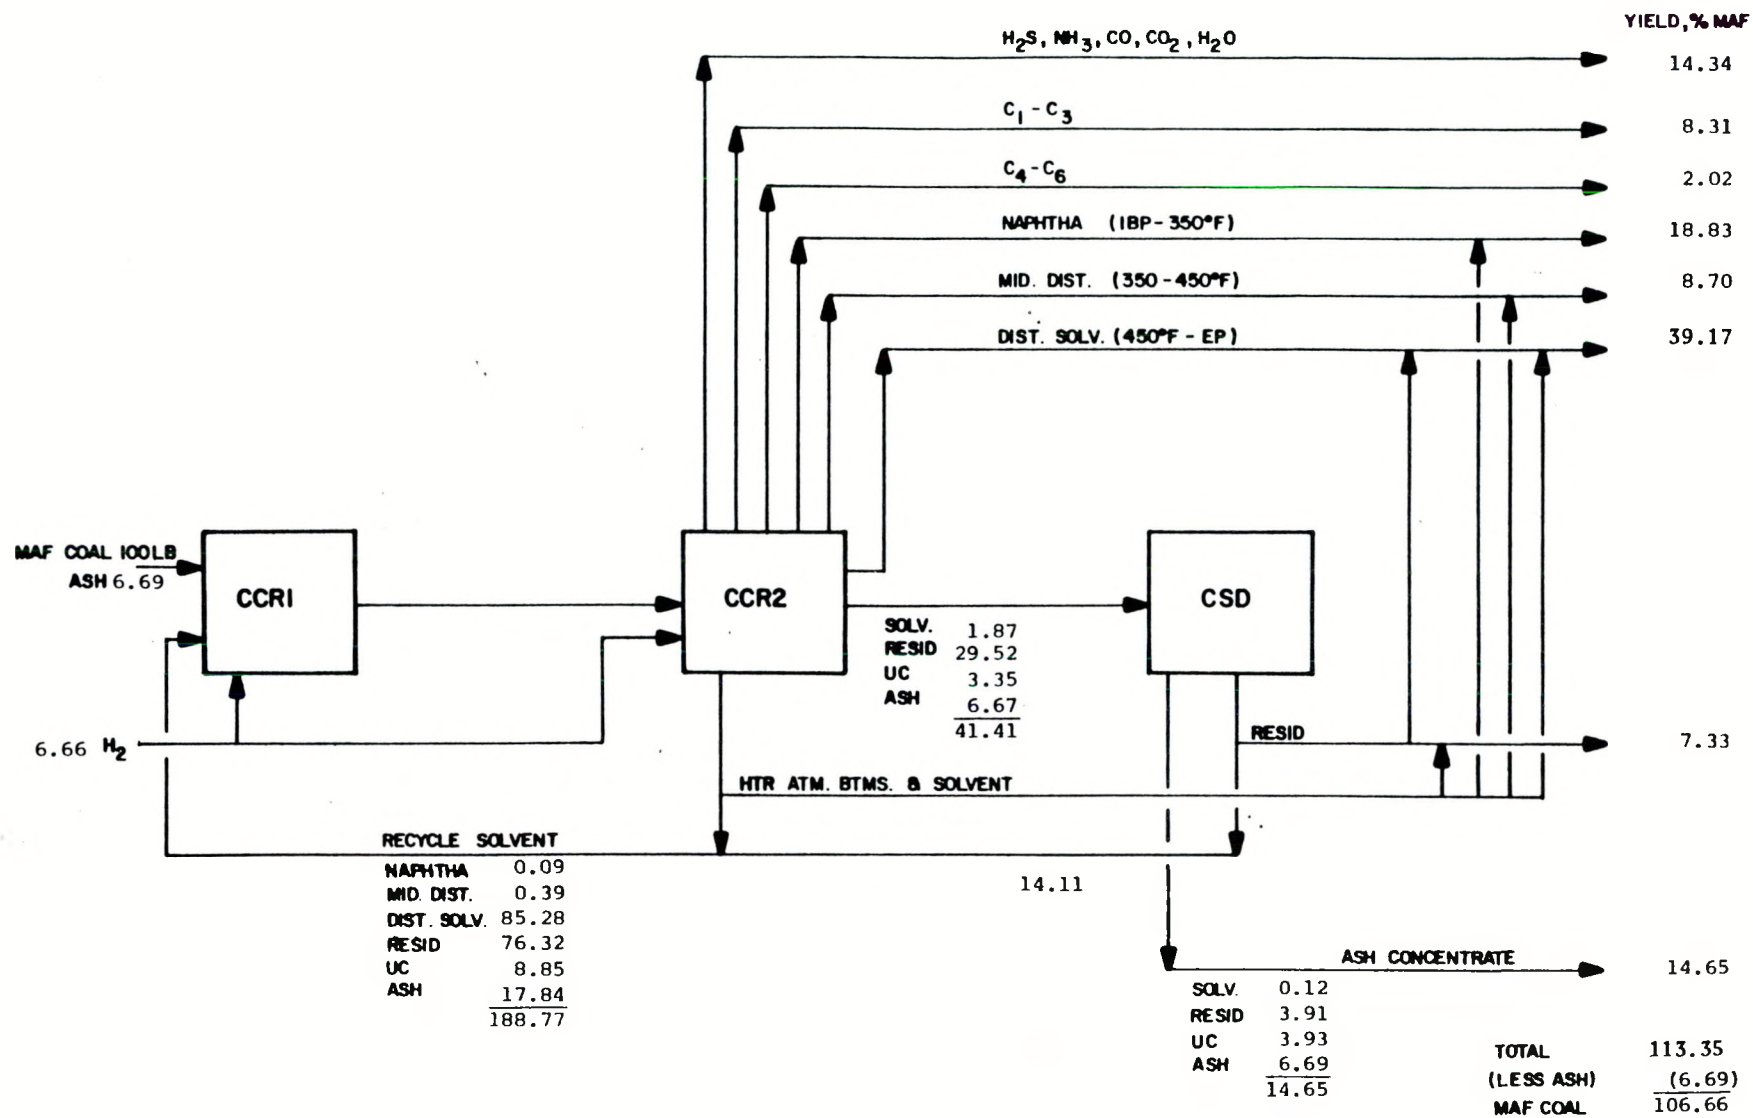 YIELD, % MAF
H2S, NH3, CO, CO2, H2O 14.34
C1 - C3 8.31
C4 - C6 2.02
NAPHTHA (IBP - 350°F) 18.83
MID. DIST. (350 - 450°F) 8.70
DIST. SOLV. (450°F - EP) 39.17
MAF COAL 100LB
ASH 6.69
CCR1
CCR2
CSD
SOLV. 1.87
RESID 29.52
UC 3.35
ASH 6.67
41.41
6.66 H2
RESID 7.33
HTR ATM. BTMS. & SOLVENT
RECYCLE SOLVENT
NAPHTHA 0.09
MID. DIST. 0.39
DIST. SOLV. 85.28
RESID 76.32
UC 8.85
ASH 17.84
188.77
14.11
ASH CONCENTRATE 14.65
SOLV. 0.12
RESID 3.91
UC 3.93
ASH 6.69
14.65
TOTAL 113.35
(LESS ASH) (6.69)
MAF COAL 106.66